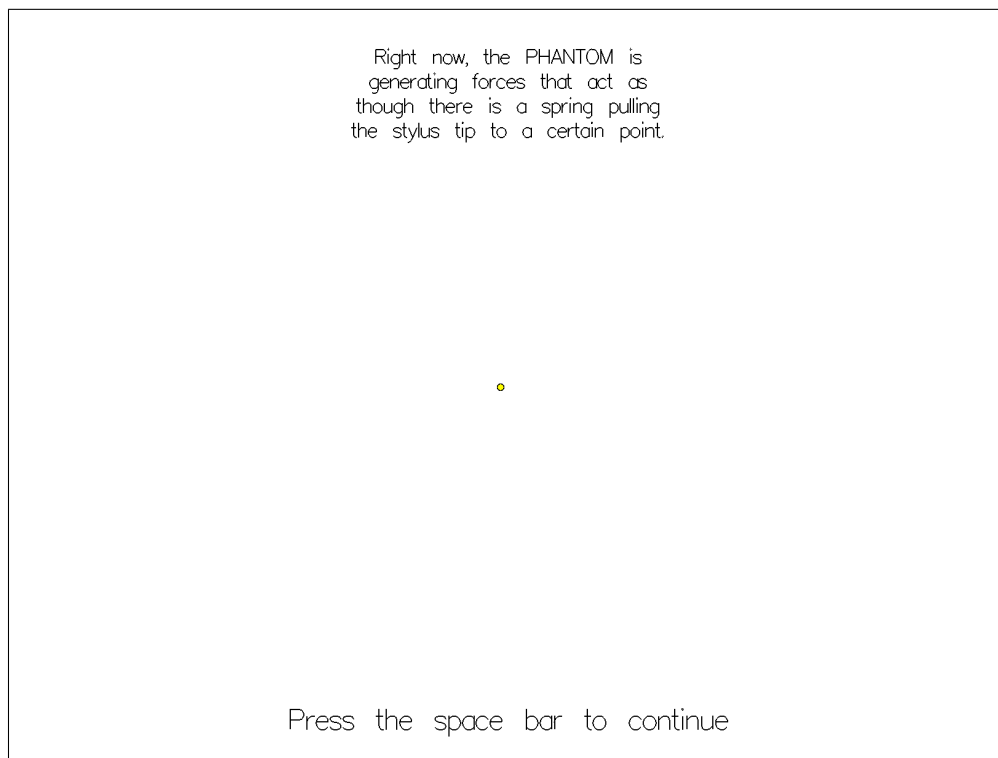 Right now, the PHANTOM is
generating forces that act as
though there is a spring pulling
the stylus tip to a certain point.
Press the space bar to continue